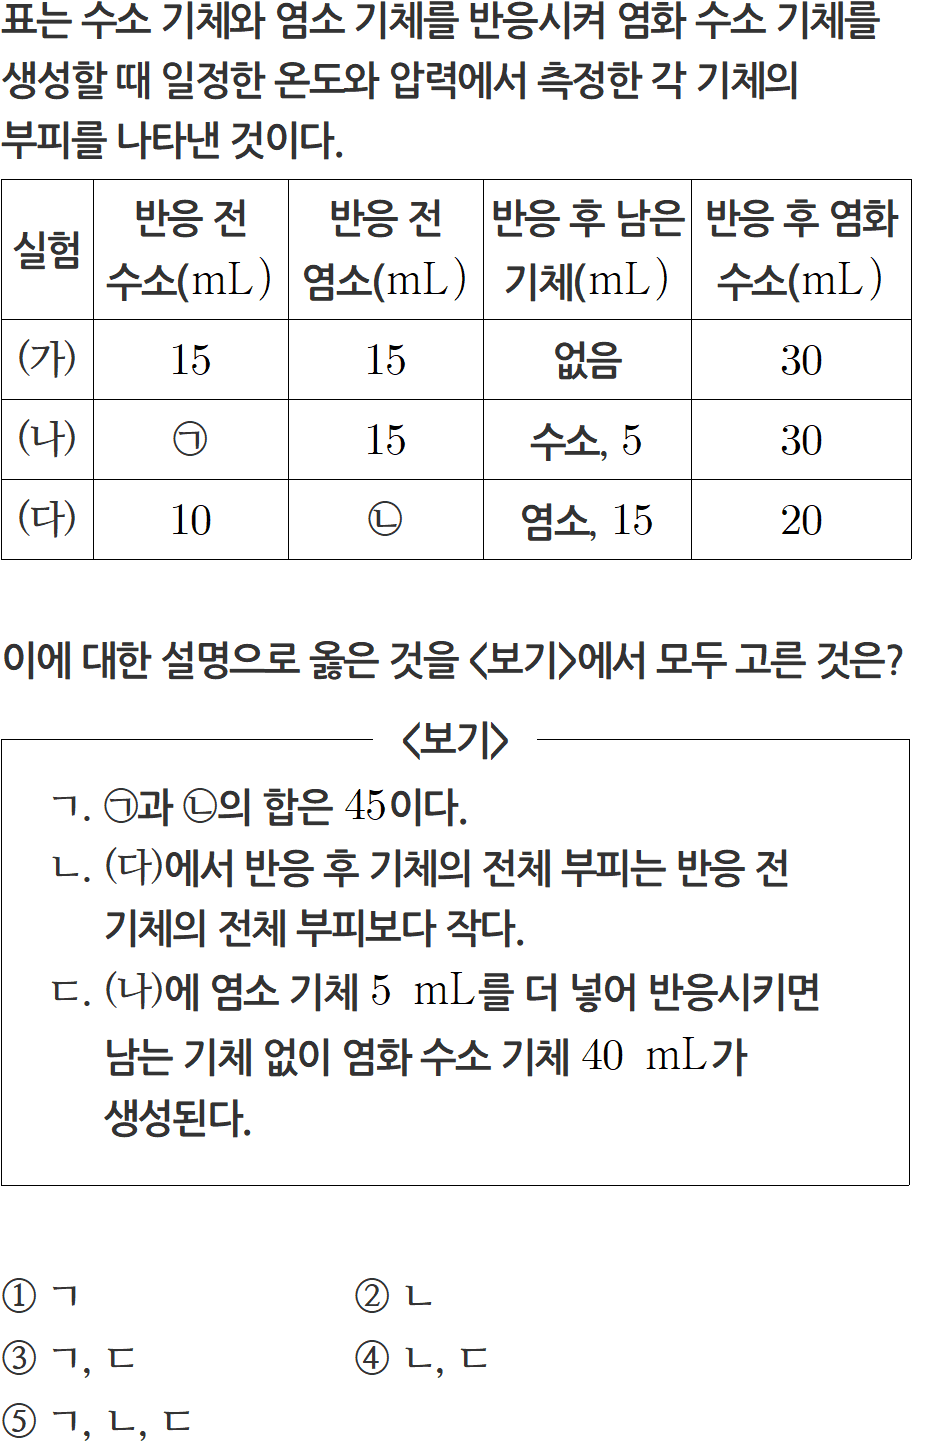 표는 수소 기체와 염소 기체를 반응시켜 염화 수소 기체를
생성할 때 일정한 온도와 압력에서 측정한 각 기체의
부피를 나타낸 것이다.
실험 반응 전 수소(mL) 반응 전 염소(mL) 반응 후 남은 기체(mL) 반응 후 염화 수소(mL)
(가) 15 15 없음 30
(나) ㉠ 15 수소, 5 30
(다) 10 ㉡ 염소, 15 20
이에 대한 설명으로 옳은 것을 <보기>에서 모두 고른 것은?
<보기>
ㄱ. ㉠과 ㉡의 합은 45이다.
ㄴ. (다)에서 반응 후 기체의 전체 부피는 반응 전
기체의 전체 부피보다 작다.
ㄷ. (나)에 염소 기체 5 mL를 더 넣어 반응시키면
남는 기체 없이 염화 수소 기체 40 mL가
생성된다.
① ㄱ ② ㄴ
③ ㄱ, ㄷ ④ ㄴ, ㄷ
⑤ ㄱ, ㄴ, ㄷ